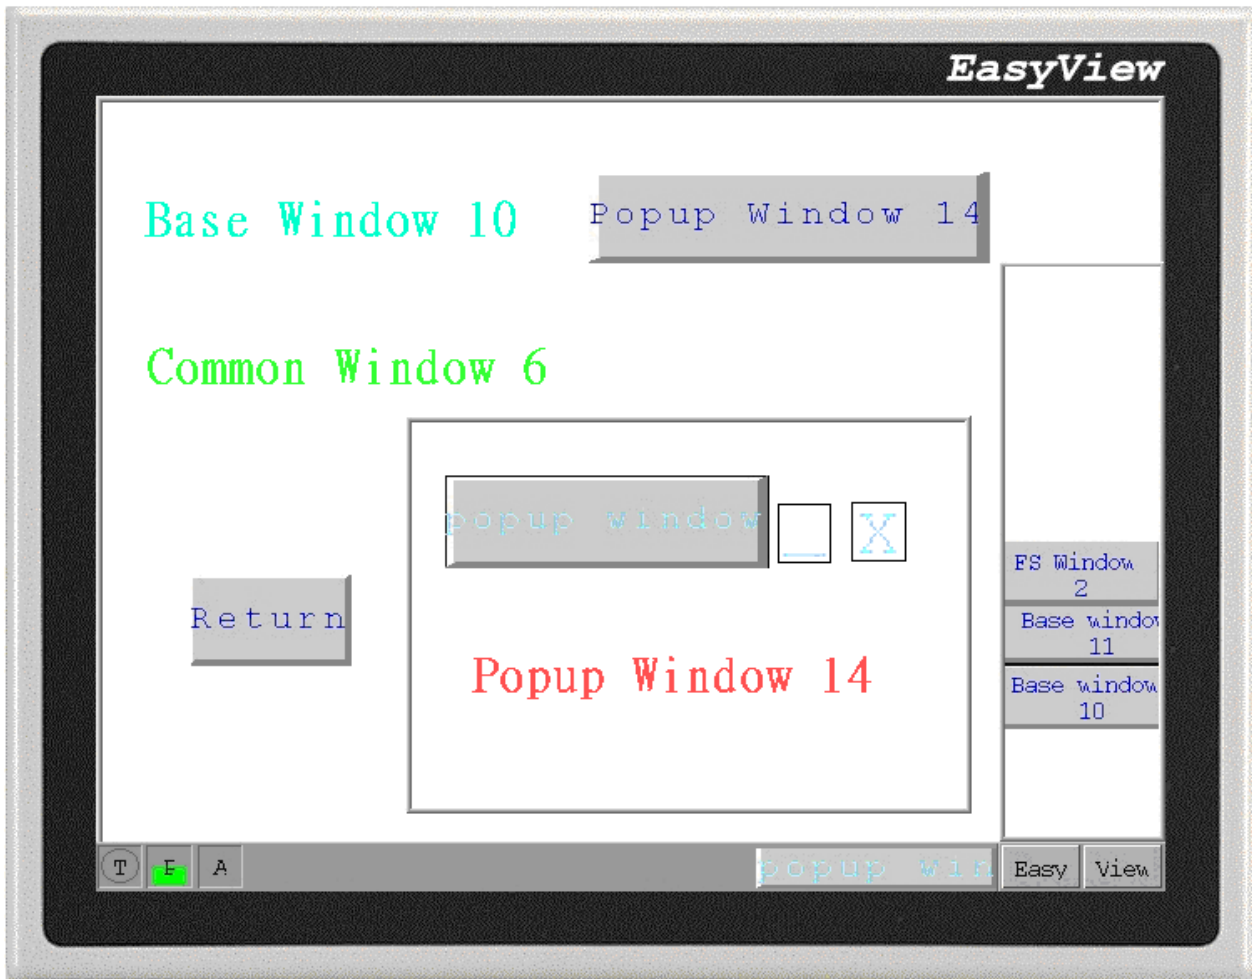 EasyView
Base Window 10
Popup Window 14
Common Window 6
popup window
_
X
Return
Popup Window 14
FS Window
2
Base window
11
Base window
10
T
A
popup win
Easy
View